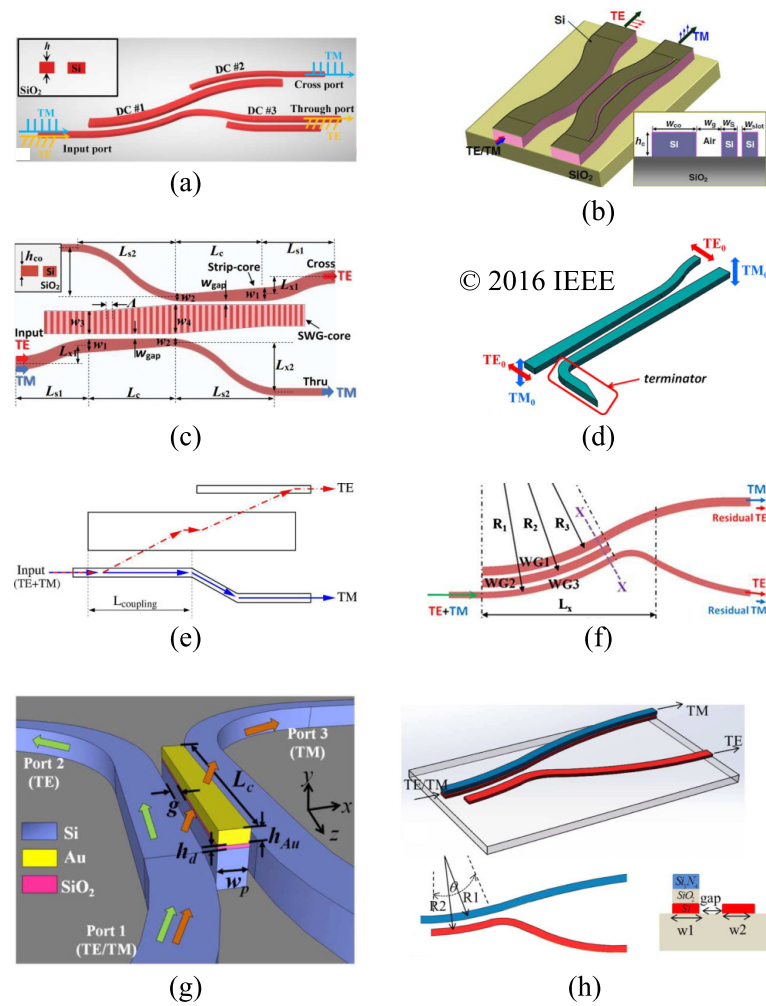 h
Si
SiO₂
DC #1
DC #2
DC #3
TM
Cross port
TM
TE
Through port
TM
TE
Input port
(a)
Si
TE
TM
TE/TM
SiO₂
w_co
w_g
w_S
w_slot
h_s
Si
Air
Si
Si
SiO₂
(b)
h_co
Si
SiO₂
L_s2
L_c
L_s1
Cross
TE
Strip-core
w_gap
w_1
L_x1
w_2
Λ
w_3
w_4
SWG-core
Input
TE
TM
L_x1
w_1
w_gap
w_2
L_x2
Thru
TM
L_s1
L_c
L_s2
(c)
© 2016 IEEE
TE₀
TM₀
TE₀
TM₀
terminator
(d)
TE
Input
(TE+TM)
TM
L_coupling
(e)
R₁
R₂
R₃
X
X
WG1
WG2
WG3
TM
Residual TE
TE
Residual TM
TE+TM
L_x
(f)
Port 2
(TE)
Port 3
(TM)
L_c
g
y
x
z
h_d
h_Au
w_p
Si
Au
SiO₂
Port 1
(TE/TM)
(g)
TM
TE
TE/TM
θ
R1
R2
Si₃N₄
SiO₂
Si
gap
w1
w2
(h)